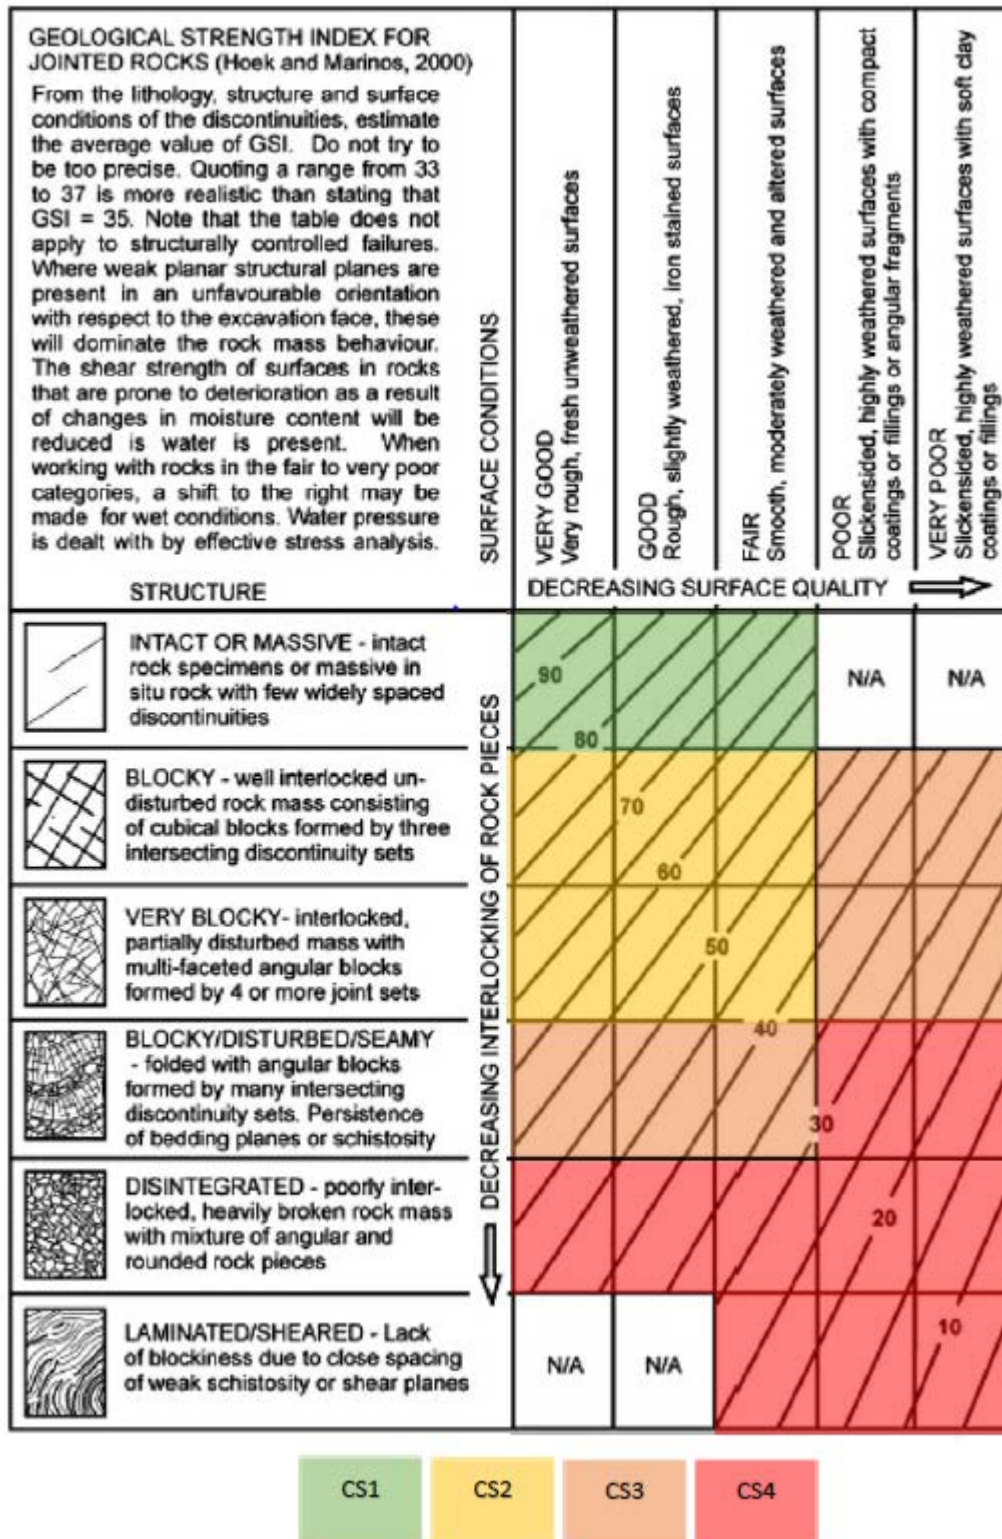 GEOLOGICAL STRENGTH INDEX FOR
JOINTED ROCKS (Hoek and Marinos, 2000)
From the lithology, structure and surface
conditions of the discontinuities, estimate
the average value of GSI. Do not try to
be too precise. Quoting a range from 33
to 37 is more realistic than stating that
GSI = 35. Note that the table does not
apply to structurally controlled failures.
Where weak planar structural planes are
present in an unfavourable orientation
with respect to the excavation face, these
will dominate the rock mass behaviour.
The shear strength of surfaces in rocks
that are prone to deterioration as a result
of changes in moisture content will be
reduced is water is present. When
working with rocks in the fair to very poor
categories, a shift to the right may be
made for wet conditions. Water pressure
is dealt with by effective stress analysis.
STRUCTURE
SURFACE CONDITIONS
VERY GOOD
Very rough, fresh unweathered surfaces
GOOD
Rough, slightly weathered, iron stained surfaces
FAIR
Smooth, moderately weathered and altered surfaces
POOR
Slickensided, highly weathered surfaces with compact
coatings or fillings or angular fragments
VERY POOR
Slickensided, highly weathered surfaces with soft clay
coatings or fillings
DECREASING SURFACE QUALITY
DECREASING INTERLOCKING OF ROCK PIECES
INTACT OR MASSIVE - intact
rock specimens or massive in
situ rock with few widely spaced
discontinuities
90
80
N/A
N/A
BLOCKY - well interlocked un-
disturbed rock mass consisting
of cubical blocks formed by three
intersecting discontinuity sets
70
60
VERY BLOCKY- interlocked,
partially disturbed mass with
multi-faceted angular blocks
formed by 4 or more joint sets
50
40
BLOCKY/DISTURBED/SEAMY
- folded with angular blocks
formed by many intersecting
discontinuity sets. Persistence
of bedding planes or schistosity
30
DISINTEGRATED - poorly inter-
locked, heavily broken rock mass
with mixture of angular and
rounded rock pieces
20
LAMINATED/SHEARED - Lack
of blockiness due to close spacing
of weak schistosity or shear planes
N/A
N/A
10
CS1
CS2
CS3
CS4